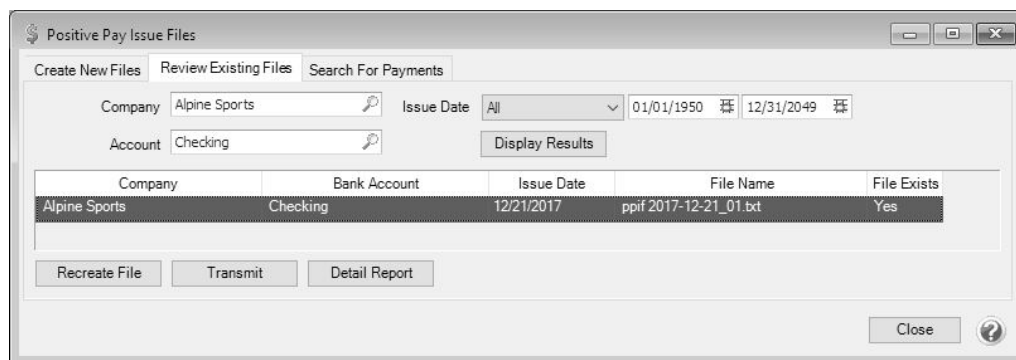 Positive Pay Issue Files
Create New Files Review Existing Files Search For Payments
Company Alpine Sports Issue Date All 01/01/1950 12/31/2049
Account Checking Display Results
Company Bank Account Issue Date File Name File Exists
Alpine Sports Checking 12/21/2017 ppif 2017-12-21_01.txt Yes
Recreate File Transmit Detail Report
Close